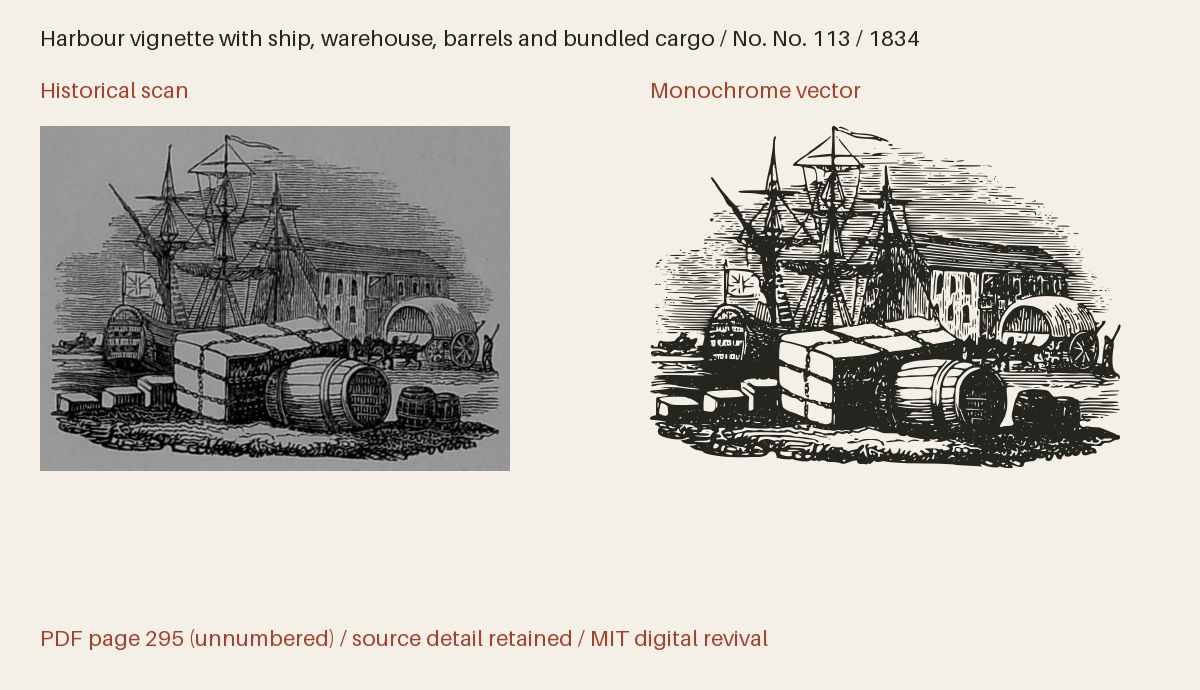 Harbour vignette with ship, warehouse, barrels and bundled cargo / No. No. 113 / 1834
Historical scan
Monochrome vector
PDF page 295 (unnumbered) / source detail retained / MIT digital revival